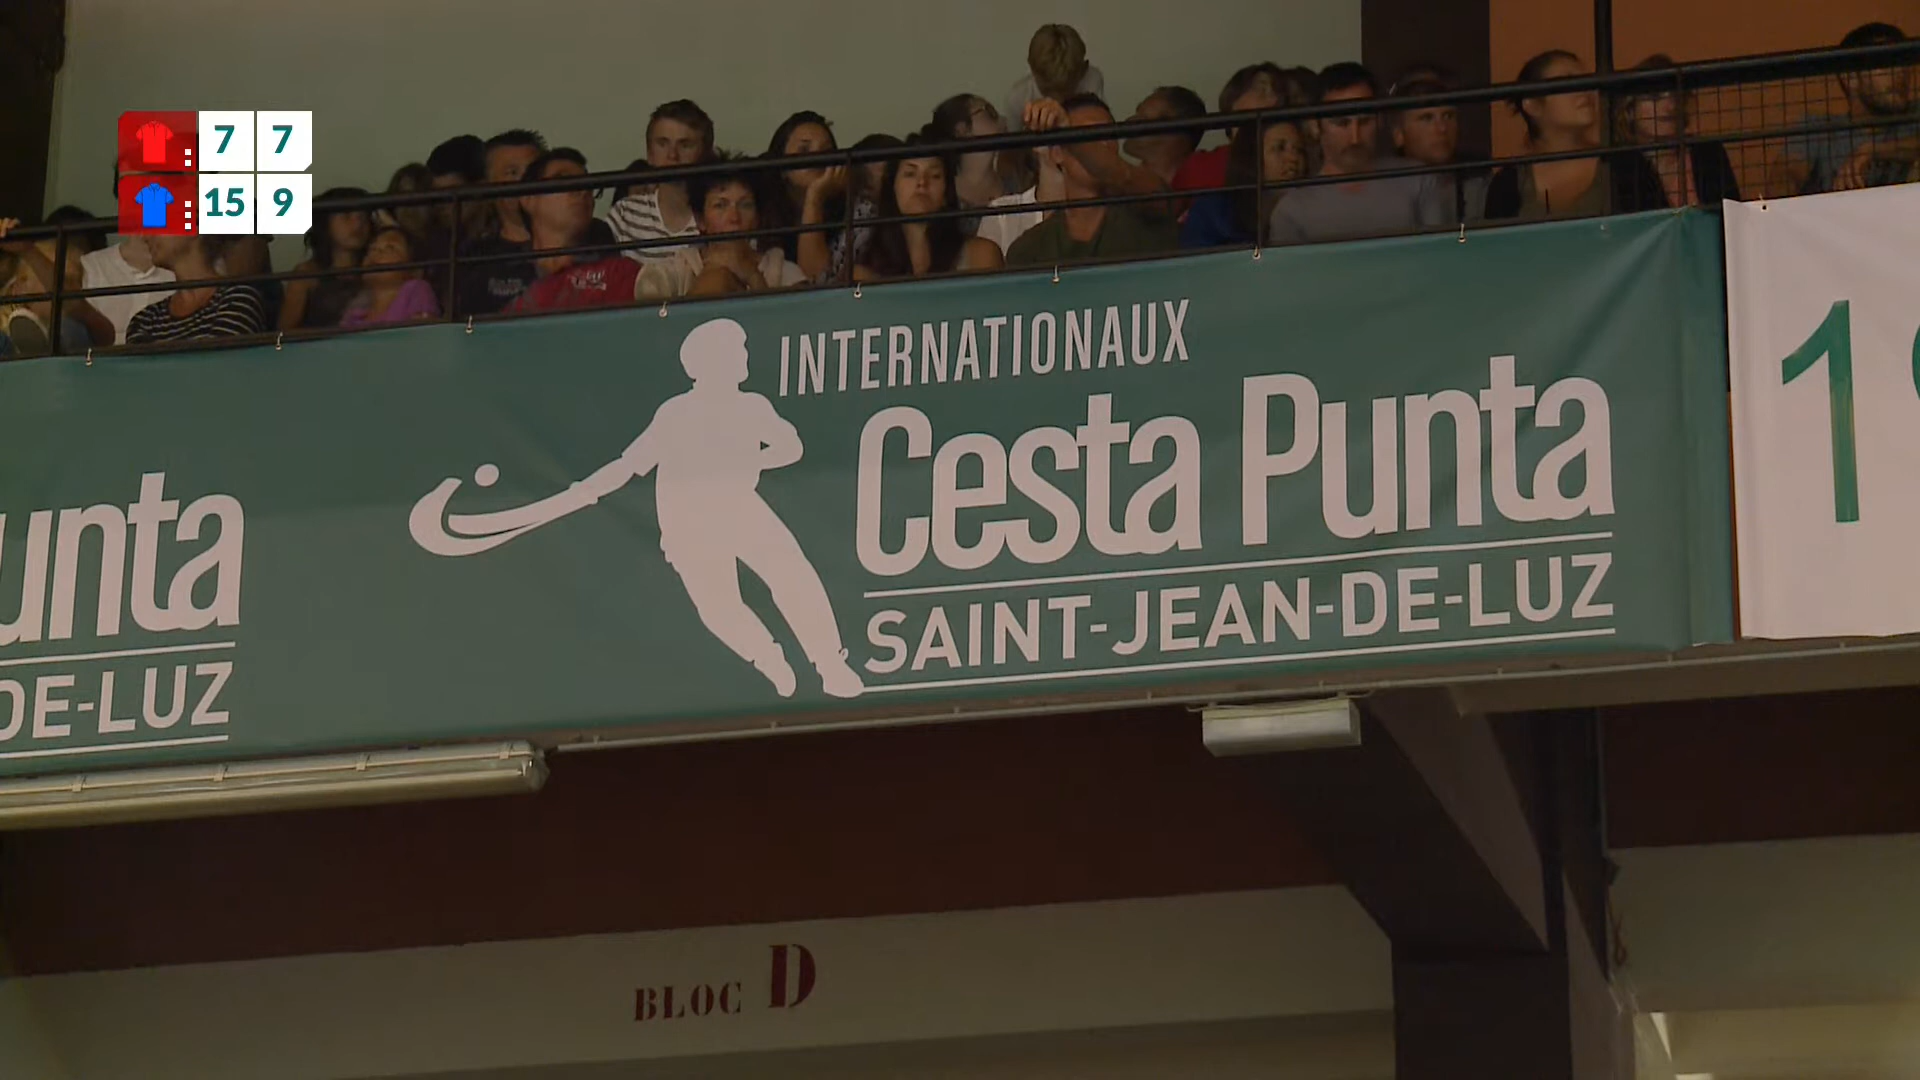 7 7
15 9
INTERNATIONAUX
Cesta Punta
SAINT-JEAN-DE-LUZ
unta
DE-LUZ
1
BLOC D